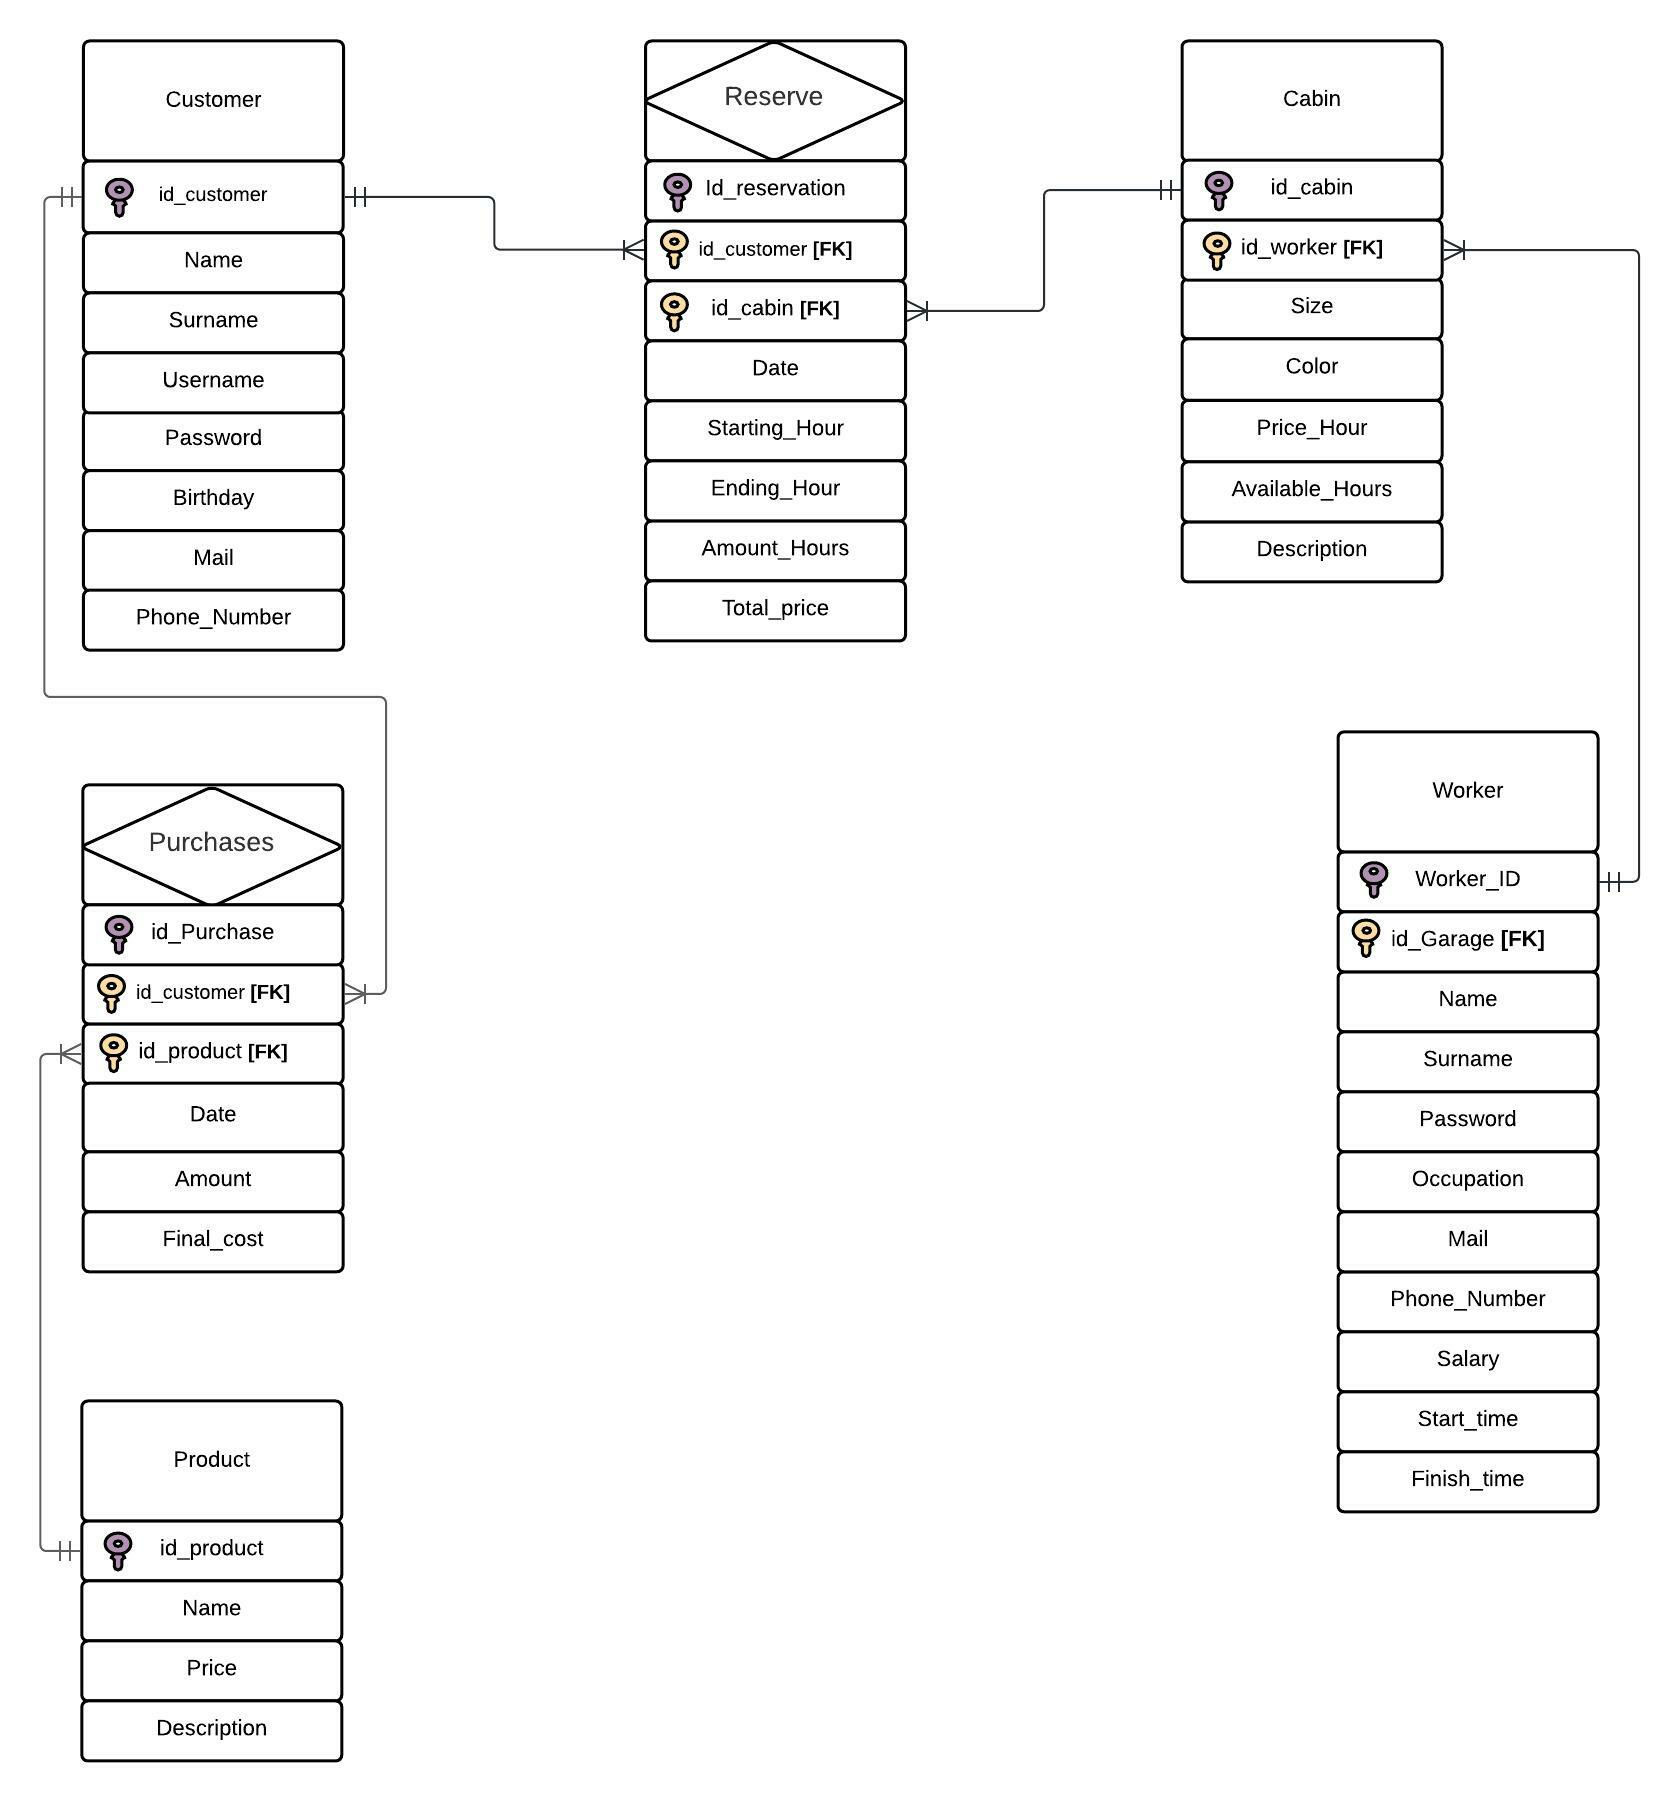 Customer
id_customer
Name
Surname
Username
Password
Birthday
Mail
Phone_Number
Reserve
Id_reservation
id_customer [FK]
id_cabin [FK]
Date
Starting_Hour
Ending_Hour
Amount_Hours
Total_price
Cabin
id_cabin
id_worker [FK]
Size
Color
Price_Hour
Available_Hours
Description
Purchases
id_Purchase
id_customer [FK]
id_product [FK]
Date
Amount
Final_cost
Worker
Worker_ID
id_Garage [FK]
Name
Surname
Password
Occupation
Mail
Phone_Number
Salary
Start_time
Finish_time
Product
id_product
Name
Price
Description